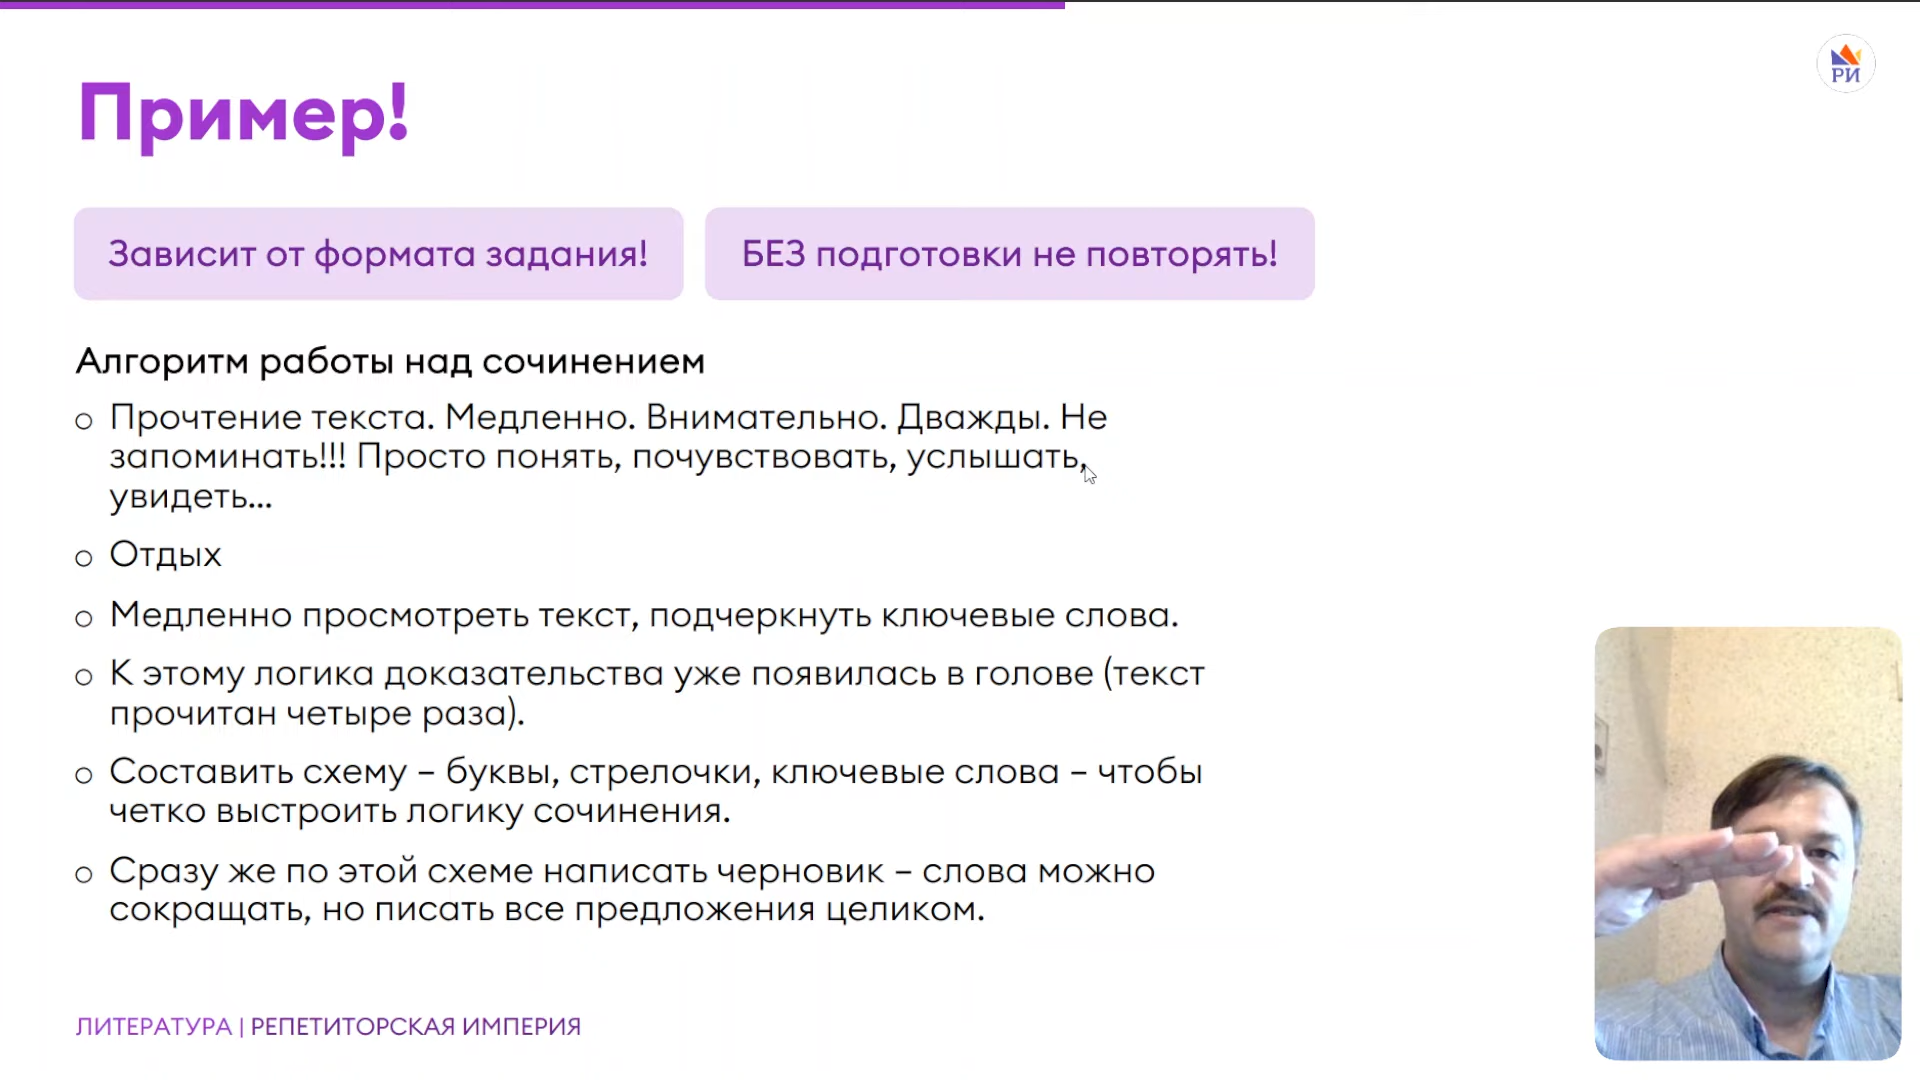 РИ
Пример!
Зависит от формата задания!
БЕЗ подготовки не повторять!
Алгоритм работы над сочинением
o Прочтение текста. Медленно. Внимательно. Дважды. Не
запоминать!!! Просто понять, почувствовать, услышать,
увидеть...
o Отдых
o Медленно просмотреть текст, подчеркнуть ключевые слова.
o К этому логика доказательства уже появилась в голове (текст
прочитан четыре раза).
o Составить схему – буквы, стрелочки, ключевые слова – чтобы
четко выстроить логику сочинения.
o Сразу же по этой схеме написать черновик – слова можно
сокращать, но писать все предложения целиком.
ЛИТЕРАТУРА | РЕПЕТИТОРСКАЯ ИМПЕРИЯ